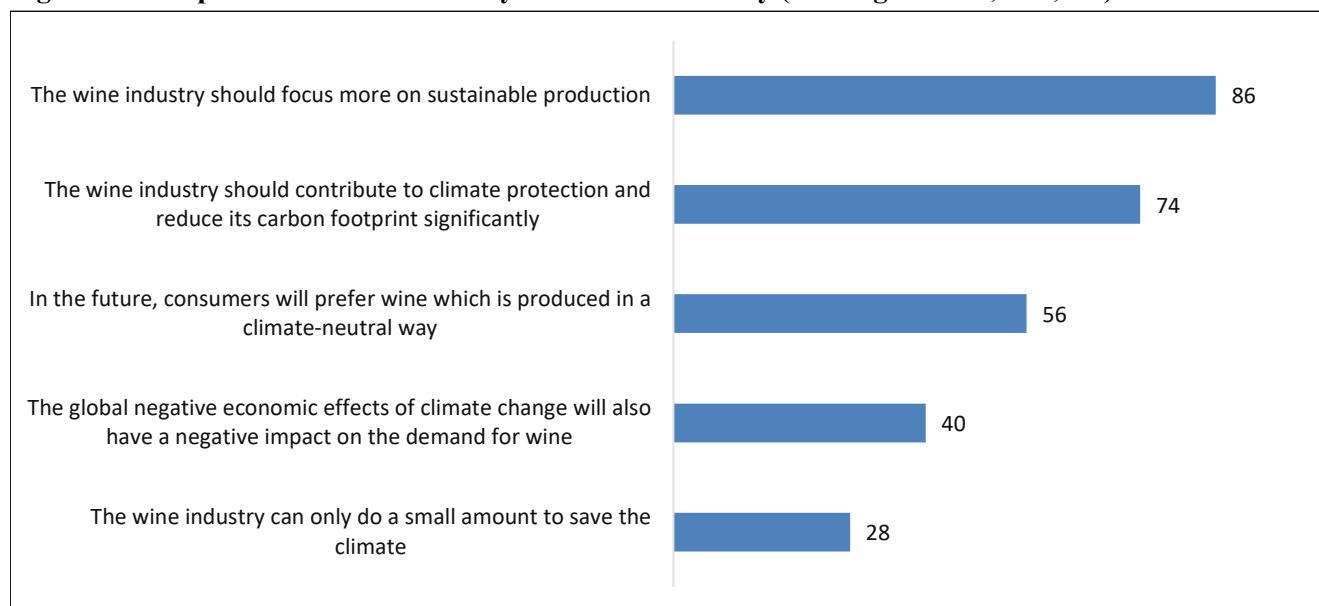 The wine industry should focus more on sustainable production
86
The wine industry should contribute to climate protection and
reduce its carbon footprint significantly
74
In the future, consumers will prefer wine which is produced in a
climate-neutral way
56
The global negative economic effects of climate change will also
have a negative impact on the demand for wine
40
The wine industry can only do a small amount to save the
climate
28